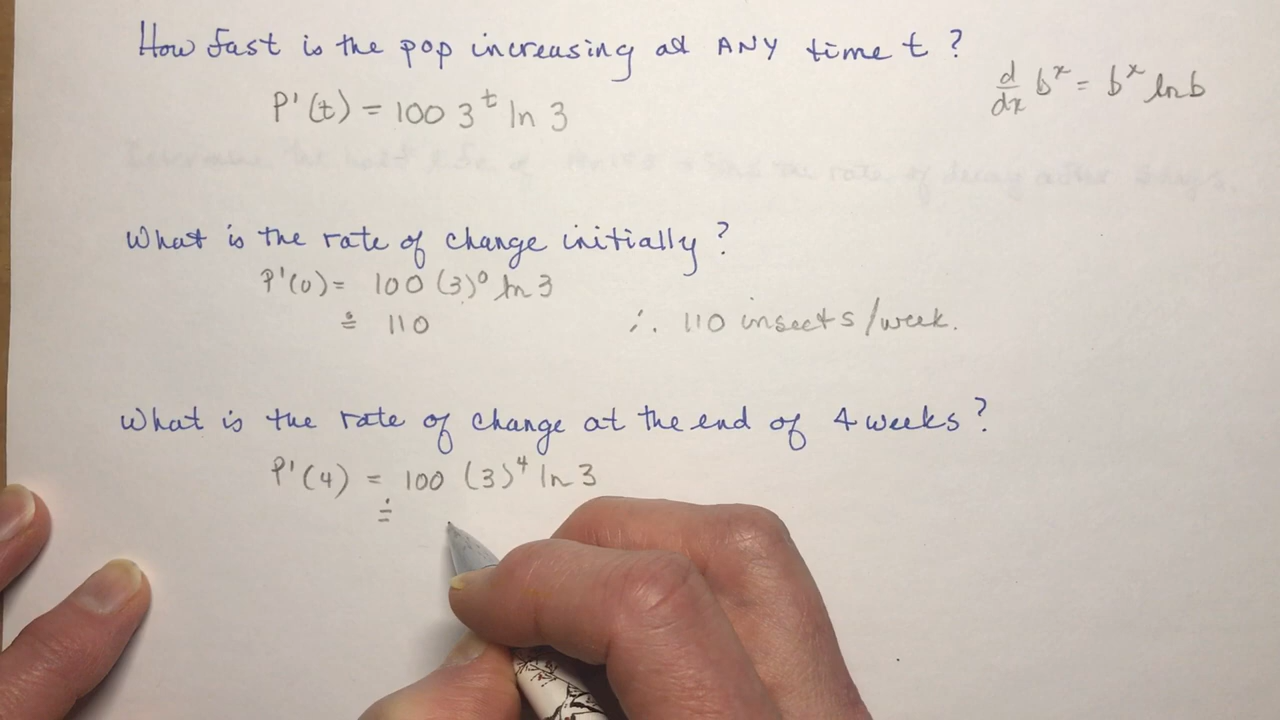 How fast is the pop increasing at ANY time t?
P'(t) = 100 3^t ln 3
d/dx b^x = b^x ln b
What is the rate of change initially?
P'(0) = 100 (3)^0 ln 3
≐ 110
∴ 110 insects/week.
What is the rate of change at the end of 4 weeks?
P'(4) = 100 (3)^4 ln 3
≐